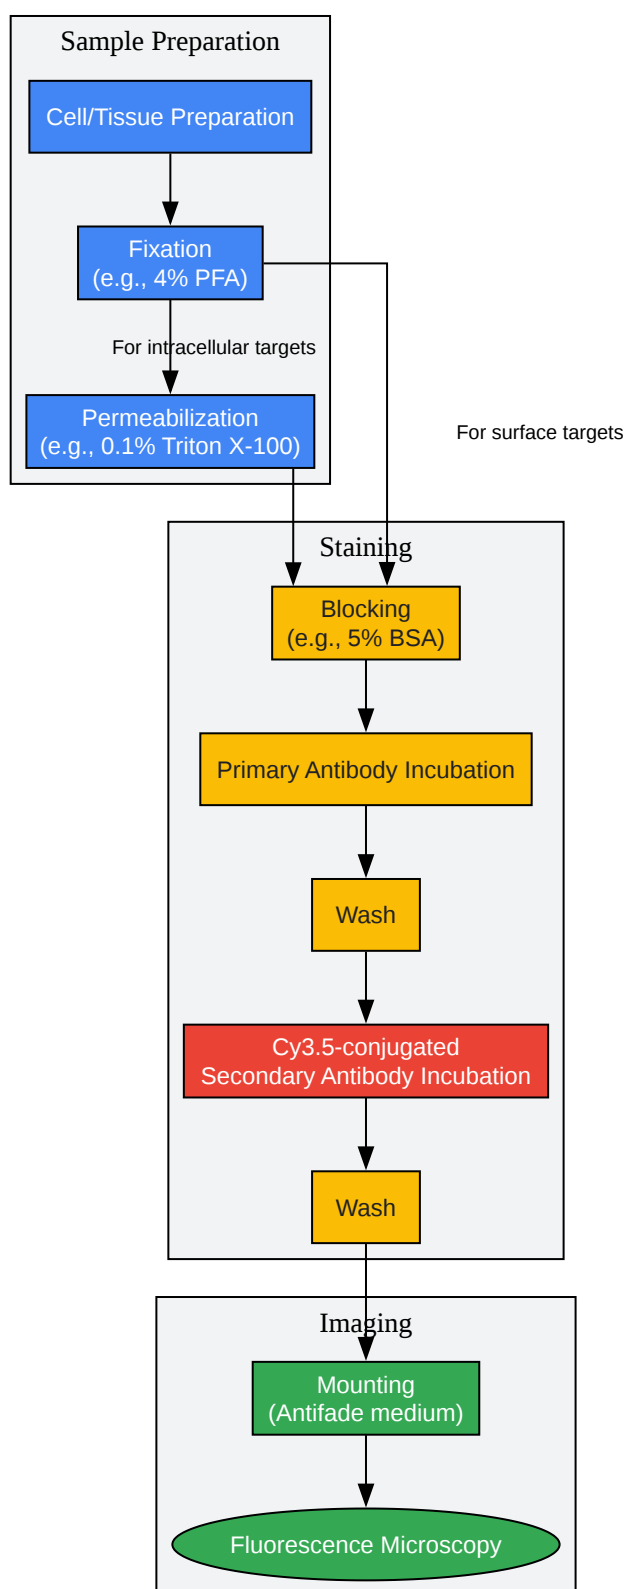 Sample Preparation
Cell/Tissue Preparation
Fixation
(e.g., 4% PFA)
For intracellular targets
Permeabilization
(e.g., 0.1% Triton X-100)
For surface targets
Staining
Blocking
(e.g., 5% BSA)
Primary Antibody Incubation
Wash
Cy3.5-conjugated
Secondary Antibody Incubation
Wash
Imaging
Mounting
(Antifade medium)
Fluorescence Microscopy